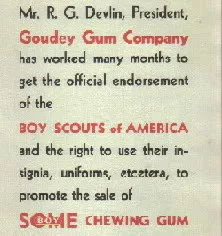 Mr. R. G. Devlin, President,
Goudey Gum Company
has worked many months to
get the official endorsement
of the
BOY SCOUTS of AMERICA
and the right to use their in-
signia, uniforms, etcetera, to
promote the sale of
SOME BOY CHEWING GUM